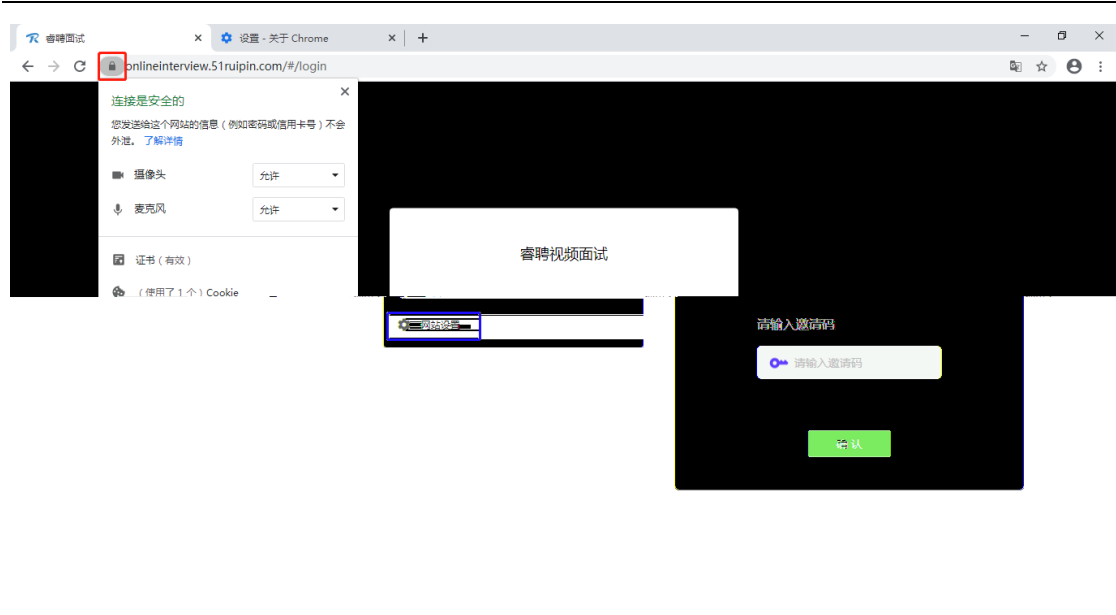 睿聘面试
设置 - 关于 Chrome
onlineinterview.51ruipin.com/#/login
连接是安全的
您发送给这个网站的信息（例如密码或信用卡号）不会
外泄。 了解详情
摄像头 允许
麦克风 允许
睿聘视频面试
证书（有效）
（使用了 1 个）Cookie
网站设置
请输入邀请码
请输入邀请码
确 认